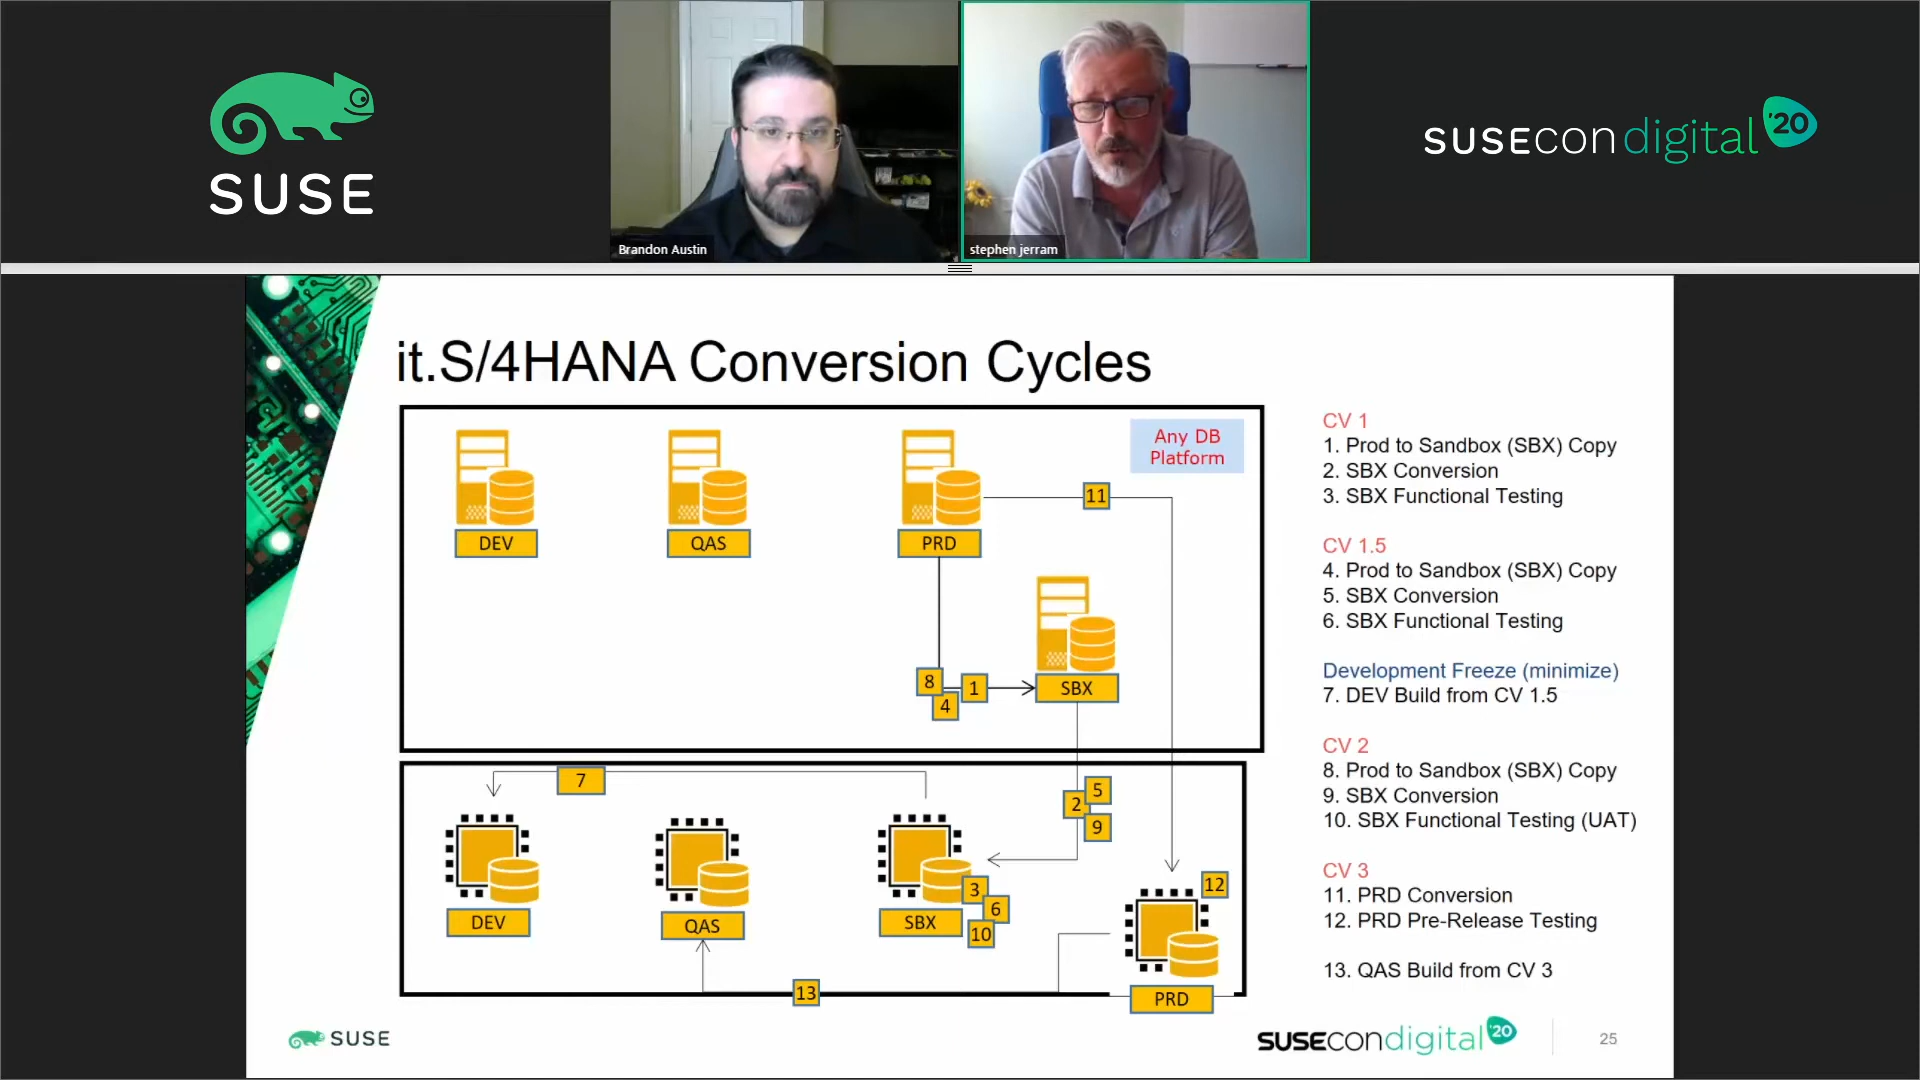 SUSE
Brandon Austin
stephen jerram
SUSECON digital '20
it.S/4HANA Conversion Cycles
Any DB
Platform
DEV
QAS
PRD
11
SBX
8
1
4
7
5
2
9
DEV
QAS
SBX
3
6
10
12
13
PRD
CV 1
1. Prod to Sandbox (SBX) Copy
2. SBX Conversion
3. SBX Functional Testing
CV 1.5
4. Prod to Sandbox (SBX) Copy
5. SBX Conversion
6. SBX Functional Testing
Development Freeze (minimize)
7. DEV Build from CV 1.5
CV 2
8. Prod to Sandbox (SBX) Copy
9. SBX Conversion
10. SBX Functional Testing (UAT)
CV 3
11. PRD Conversion
12. PRD Pre-Release Testing
13. QAS Build from CV 3
SUSE
SUSECON digital '20
25